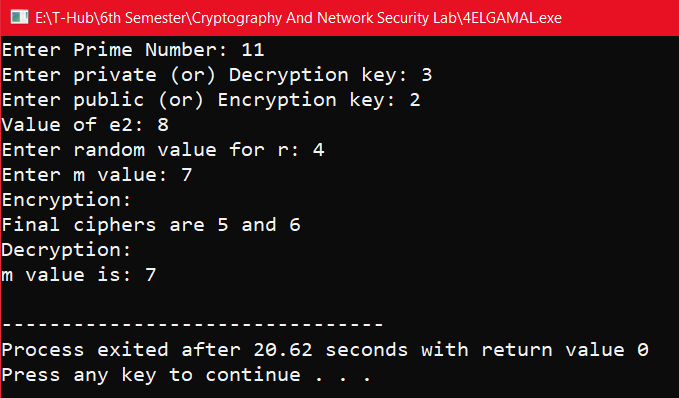 E:\T-Hub\6th Semester\Cryptography And Network Security Lab\4ELGAMAL.exe
Enter Prime Number: 11
Enter private (or) Decryption key: 3
Enter public (or) Encryption key: 2
Value of e2: 8
Enter random value for r: 4
Enter m value: 7
Encryption:
Final ciphers are 5 and 6
Decryption:
m value is: 7
--------------------------------
Process exited after 20.62 seconds with return value 0
Press any key to continue . . .